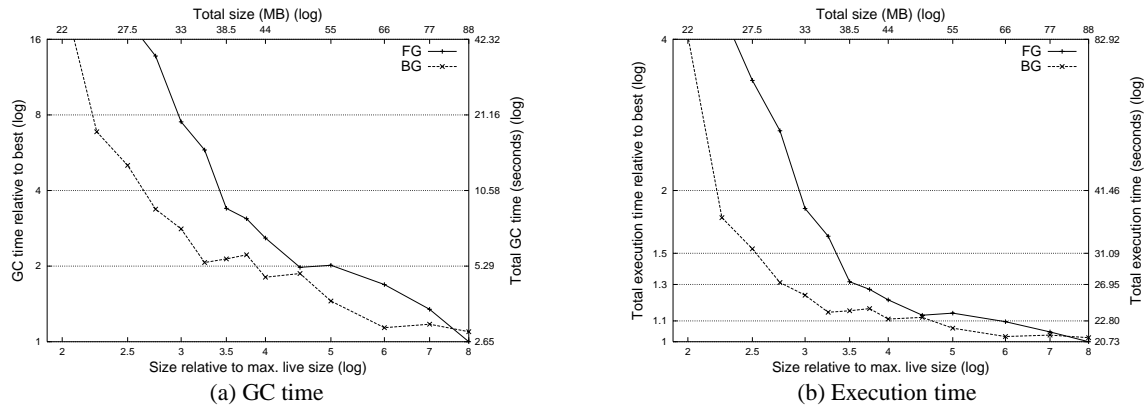 Total size (MB) (log)
22 27.5 33 38.5 44 55 66 77 88
16 42.32
FG
BG
8 21.16
4 10.58
2 5.29
1 2.65
GC time relative to best (log)
Total GC time (seconds) (log)
2 2.5 3 3.5 4 5 6 7 8
Size relative to max. live size (log)
(a) GC time
Total size (MB) (log)
22 27.5 33 38.5 44 55 66 77 88
4 82.92
FG
BG
2 41.46
1.5 31.09
1.3 26.95
1.1 22.80
1 20.73
Total execution time relative to best (log)
Total execution time (seconds) (log)
2 2.5 3 3.5 4 5 6 7 8
Size relative to max. live size (log)
(b) Execution time